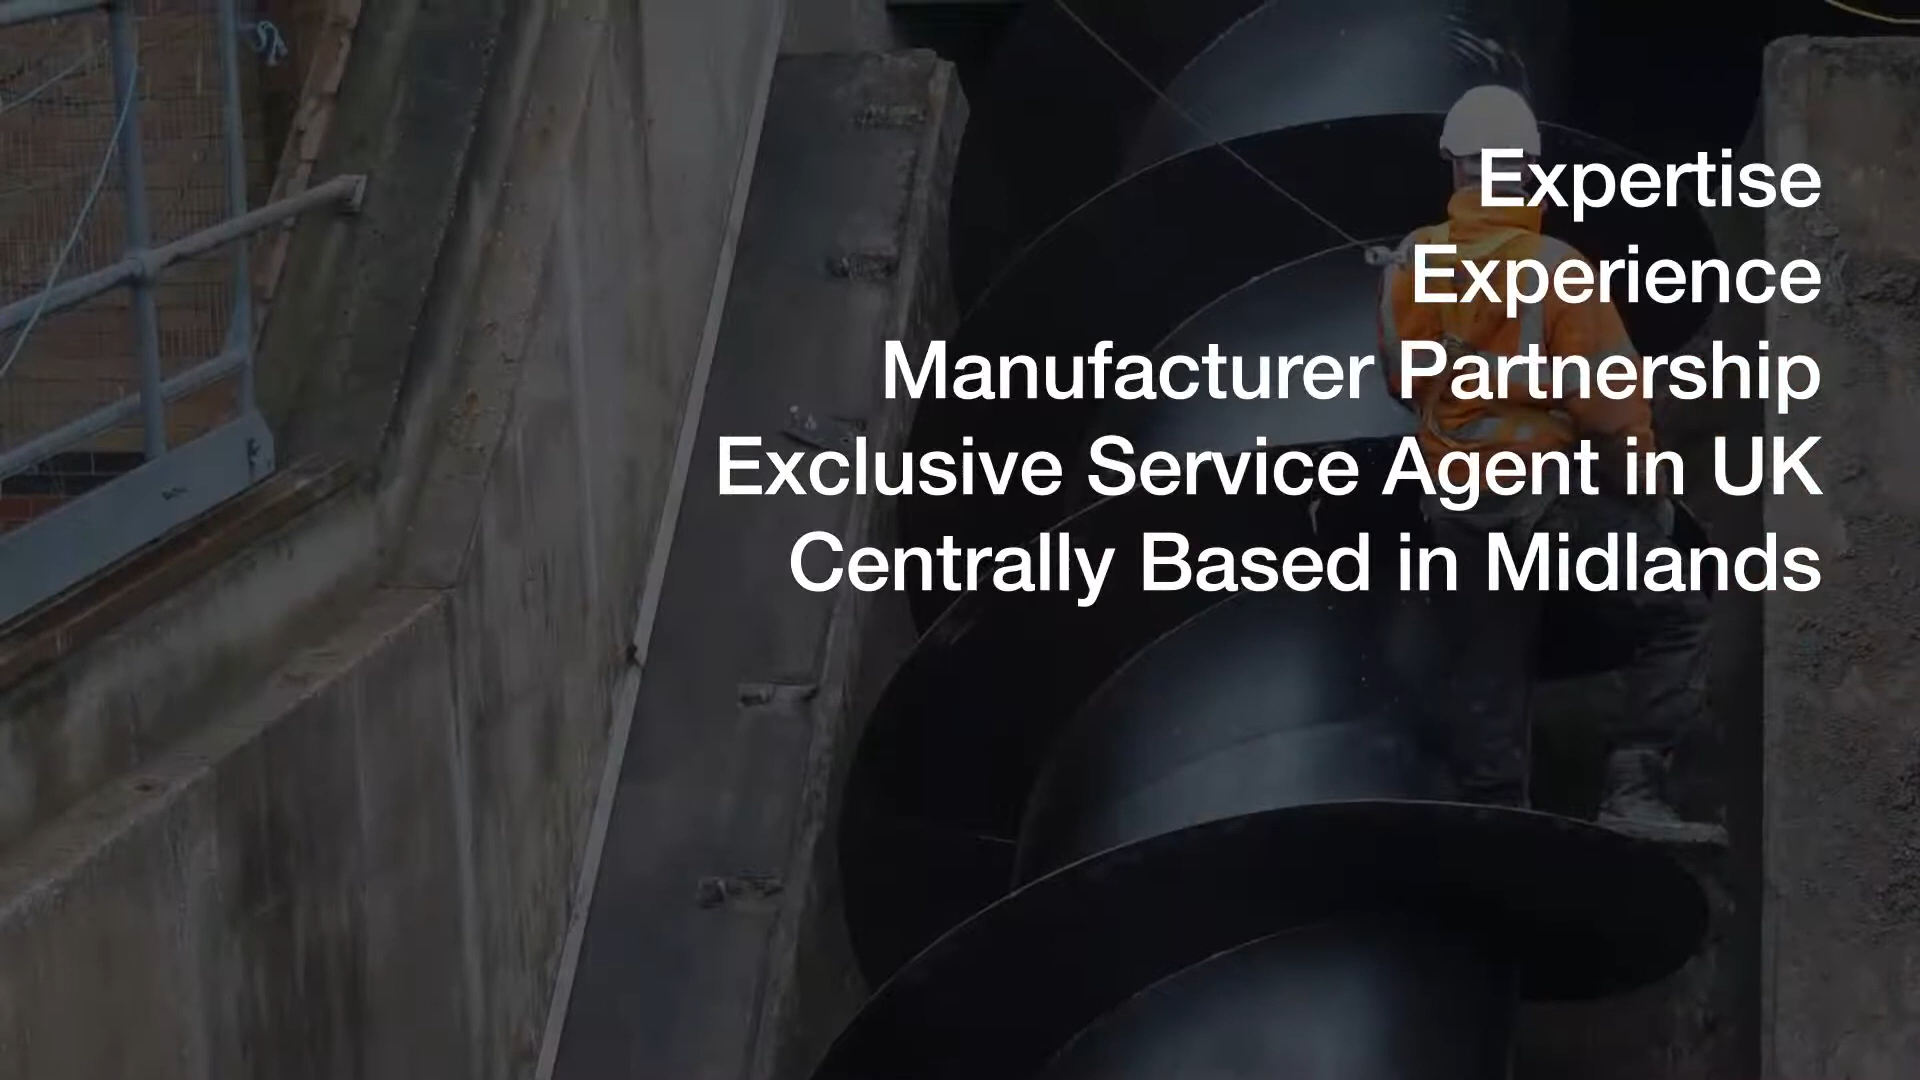 Expertise
Experience
Manufacturer Partnership
Exclusive Service Agent in UK
Centrally Based in Midlands